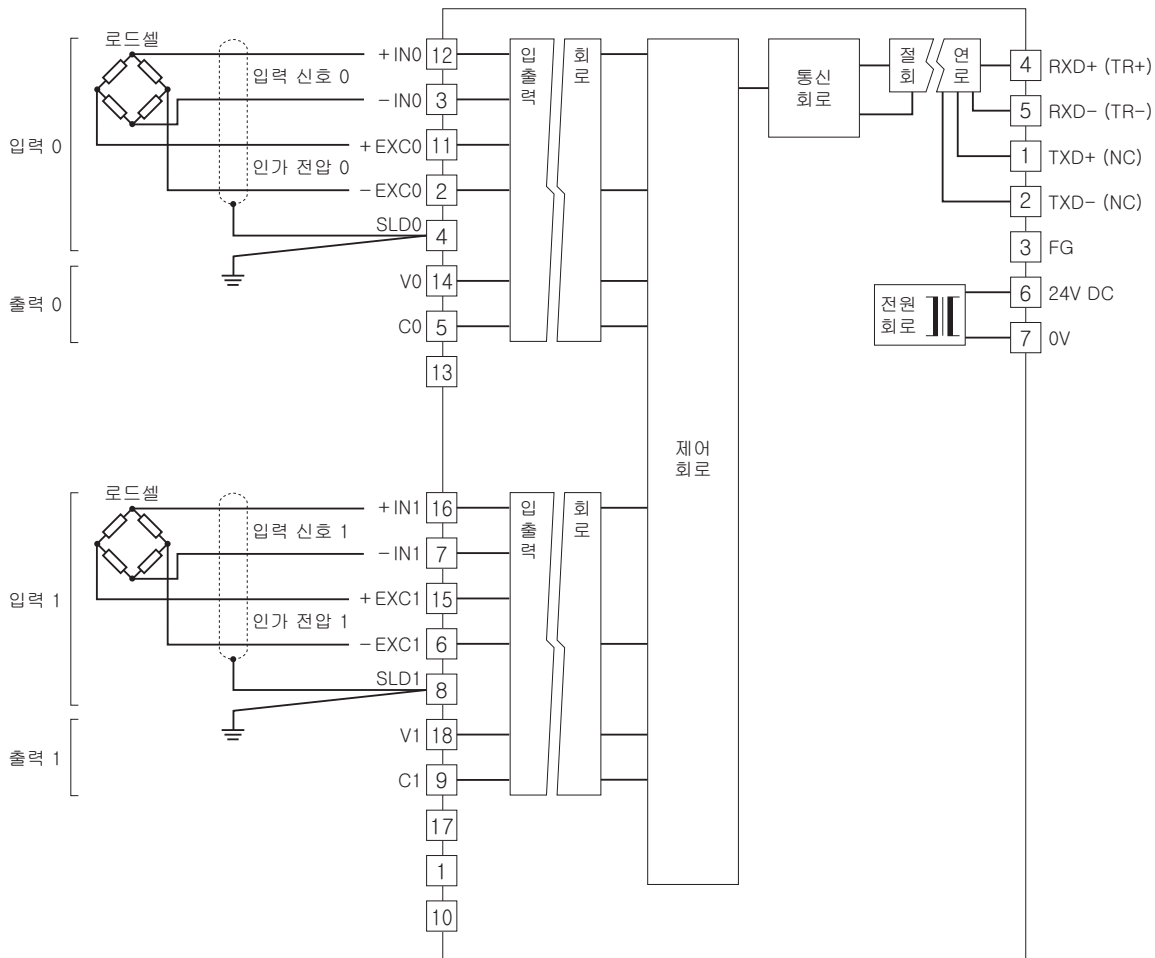 로드셀
+IN0 12
입력 신호 0
-IN0 3
입력 0
+EXC0 11
인가 전압 0
-EXC0 2
SLD0
4
출력 0
V0 14
C0 5
13
입출력
회로
로드셀
+IN1 16
입력 신호 1
-IN1 7
입력 1
+EXC1 15
인가 전압 1
-EXC1 6
SLD1
8
출력 1
V1 18
C1 9
17
1
10
입출력
회로
제어
회로
통신
회로
절
회
연
로
4 RXD+ (TR+)
5 RXD- (TR-)
1 TXD+ (NC)
2 TXD- (NC)
3 FG
전원
회로
6 24V DC
7 0V